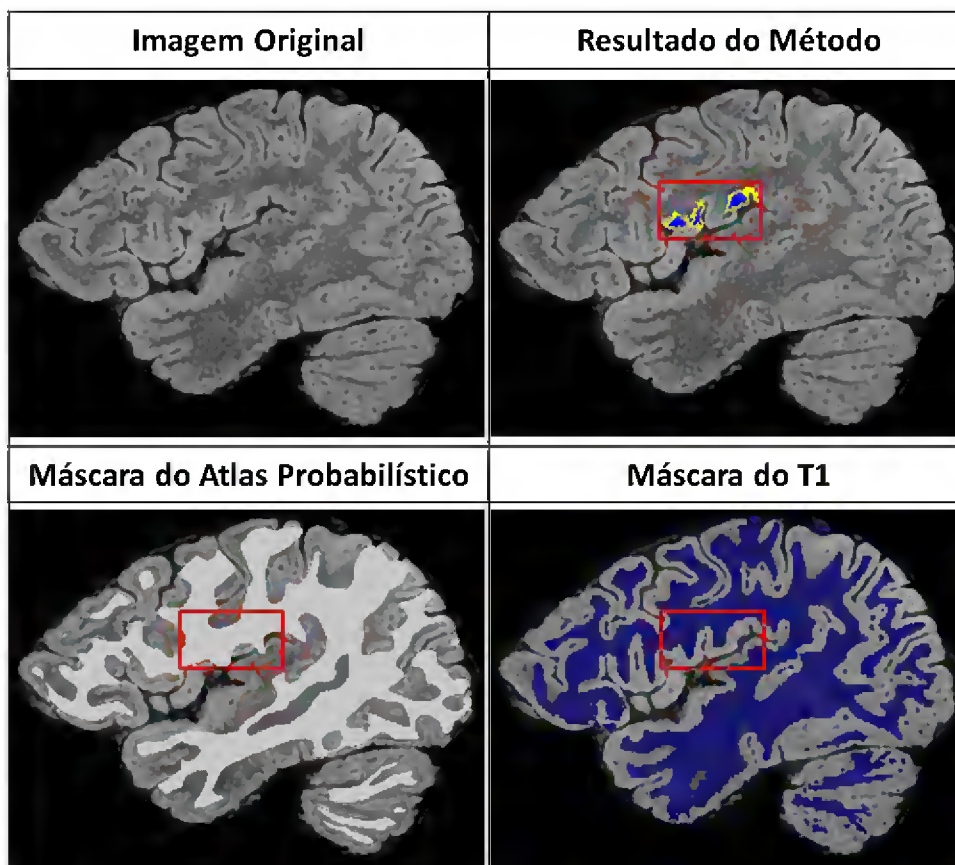 Imagem Original
Resultado do Método
Máscara do Atlas Probabilístico
Máscara do T1